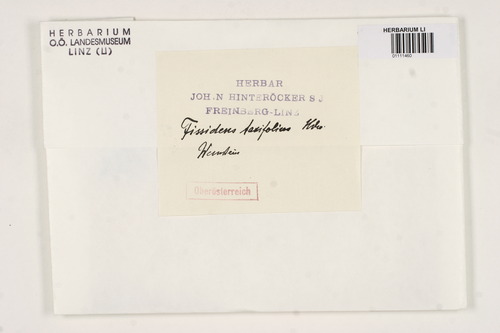 HERBARIUM
O.Ö. LANDESMUSEUM
LINZ (LI)
HERBARIUM LI
HERBAR
JOH.N HINTERÖCKER S J
FREINBERG-LINZ
Fissidens taxifolius
Oberösterreich